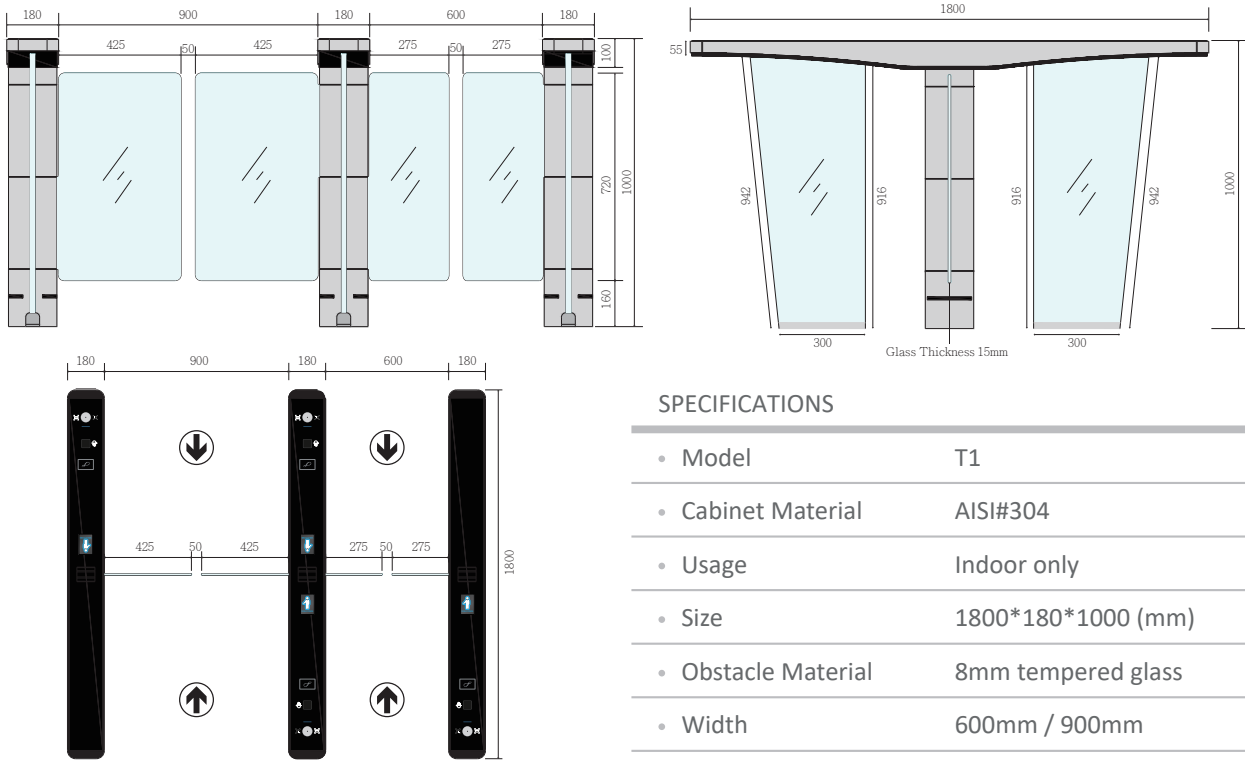 180 900 180 600 180
425 50 425 275 50 275
100
720
1000
160
1800
55
942
916
916
942
1000
300
300
Glass Thickness 15mm
180 900 180 600 180
425 50 425 275 50 275
1800
SPECIFICATIONS
• Model T1
• Cabinet Material AISI#304
• Usage Indoor only
• Size 1800*180*1000 (mm)
• Obstacle Material 8mm tempered glass
• Width 600mm / 900mm